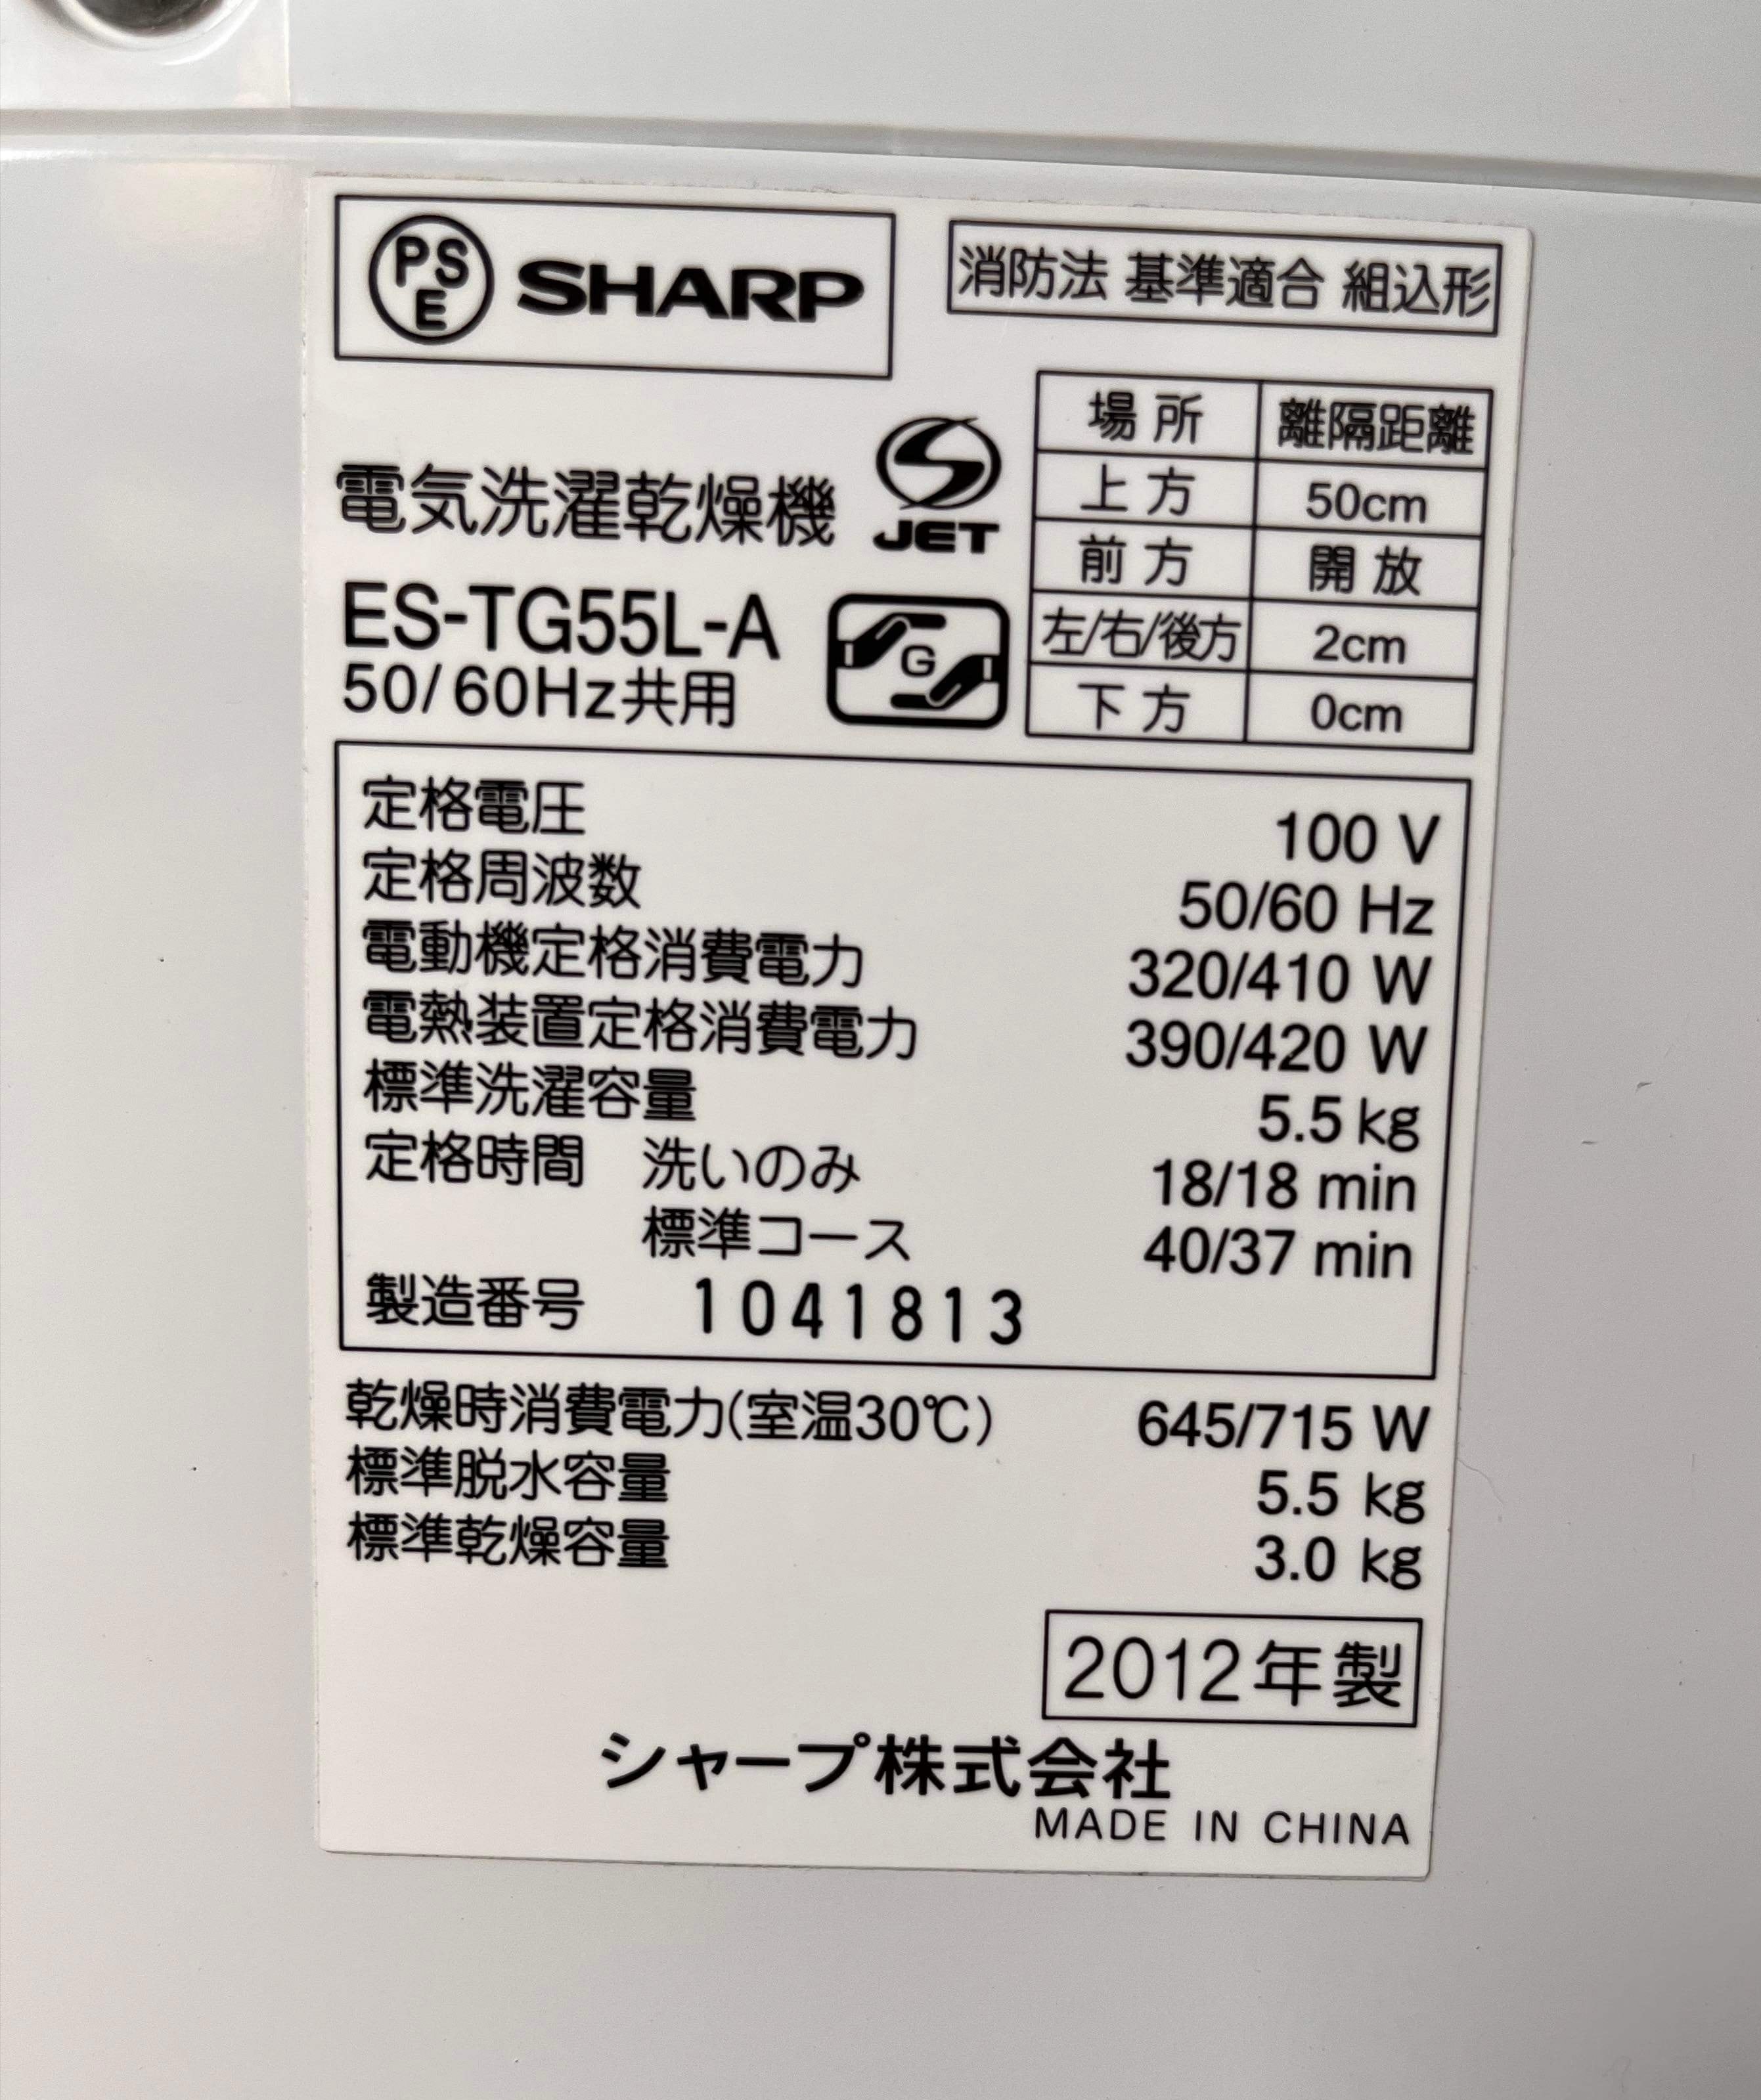 PSE SHARP
消防法 基準適合 組込形
場所 離隔距離
上方 50cm
前方 開放
左/右/後方 2cm
下方 0cm
電気洗濯乾燥機
JET
ES-TG55L-A
G
50/60Hz共用
定格電圧 100 V
定格周波数 50/60 Hz
電動機定格消費電力 320/410 W
電熱装置定格消費電力 390/420 W
標準洗濯容量 5.5 kg
定格時間 洗いのみ 18/18 min
標準コース 40/37 min
製造番号 1041813
乾燥時消費電力(室温30℃) 645/715 W
標準脱水容量 5.5 kg
標準乾燥容量 3.0 kg
2012年製
シャープ株式会社
MADE IN CHINA